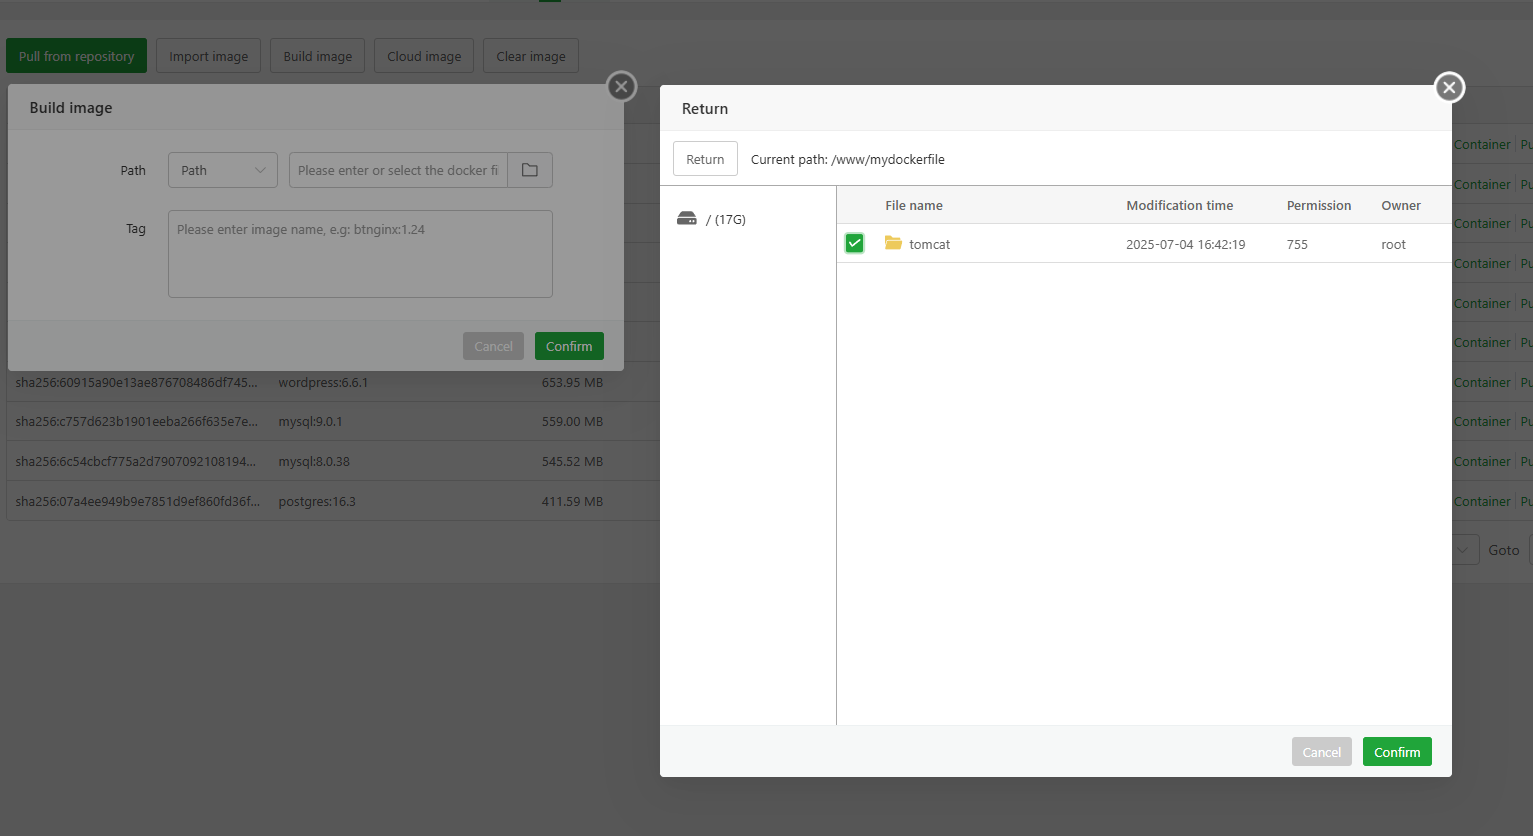 Pull from repository Import image Build image Cloud image Clear image
Build image
Path Path Please enter or select the docker fi
Tag Please enter image name, e.g: btnginx:1.24
Cancel Confirm
Return
Return Current path: /www/mydockerfile
/ (17G)
File name Modification time Permission Owner
tomcat 2025-07-04 16:42:19 755 root
Cancel Confirm
Container Pu
Container Pu
Container Pu
Container Pu
Container Pu
Container Pu
sha256:60915a90e13ae876708486df745... wordpress:6.6.1 653.95 MB Container Pu
sha256:c757d623b1901eeba266f635e7e... mysql:9.0.1 559.00 MB Container Pu
sha256:6c54cbcf775a2d7907092108194... mysql:8.0.38 545.52 MB Container Pu
sha256:07a4ee949b9e7851d9ef860fd36f... postgres:16.3 411.59 MB Container Pu
Goto